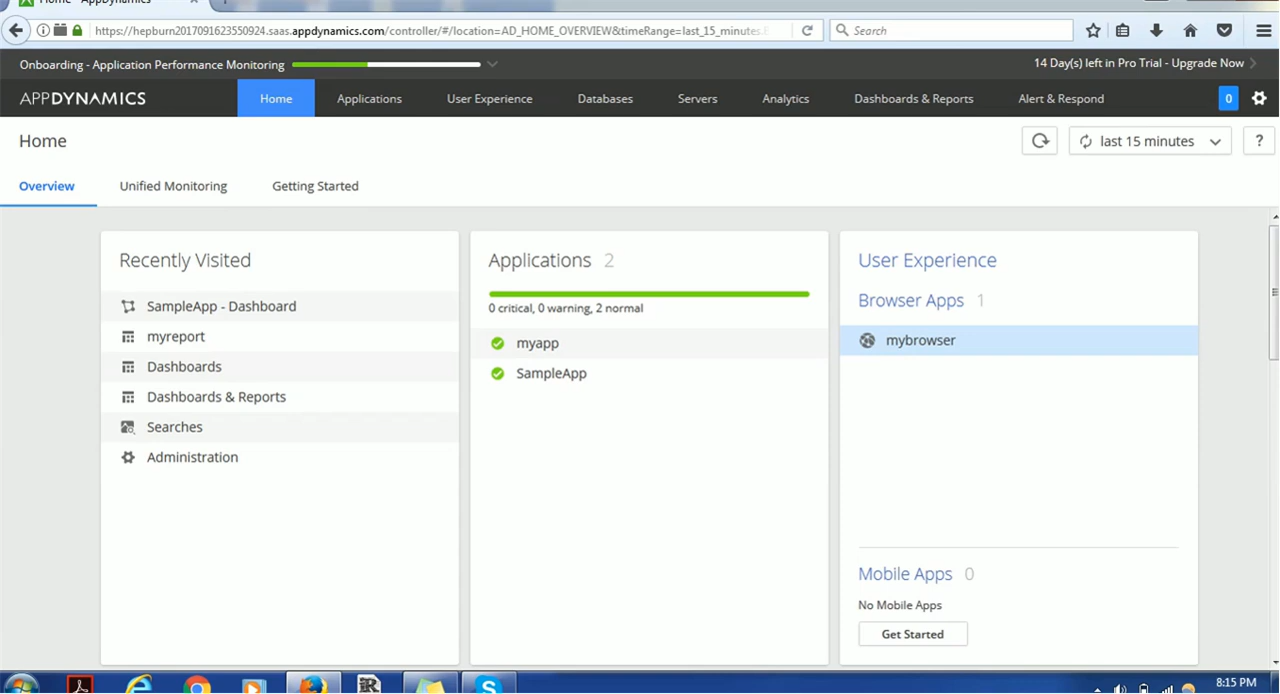 Home - AppDynamics
https://hepburn2017091623550924.saas.appdynamics.com/controller/#/location=AD_HOME_OVERVIEW&timeRange=last_15_minutes.
Search
Onboarding - Application Performance Monitoring
14 Day(s) left in Pro Trial - Upgrade Now
APPDYNAMICS
Home
Applications
User Experience
Databases
Servers
Analytics
Dashboards & Reports
Alert & Respond
0
Home
last 15 minutes
?
Overview
Unified Monitoring
Getting Started
Recently Visited
SampleApp - Dashboard
myreport
Dashboards
Dashboards & Reports
Searches
Administration
Applications 2
0 critical, 0 warning, 2 normal
myapp
SampleApp
User Experience
Browser Apps 1
mybrowser
Mobile Apps 0
No Mobile Apps
Get Started
8:15 PM